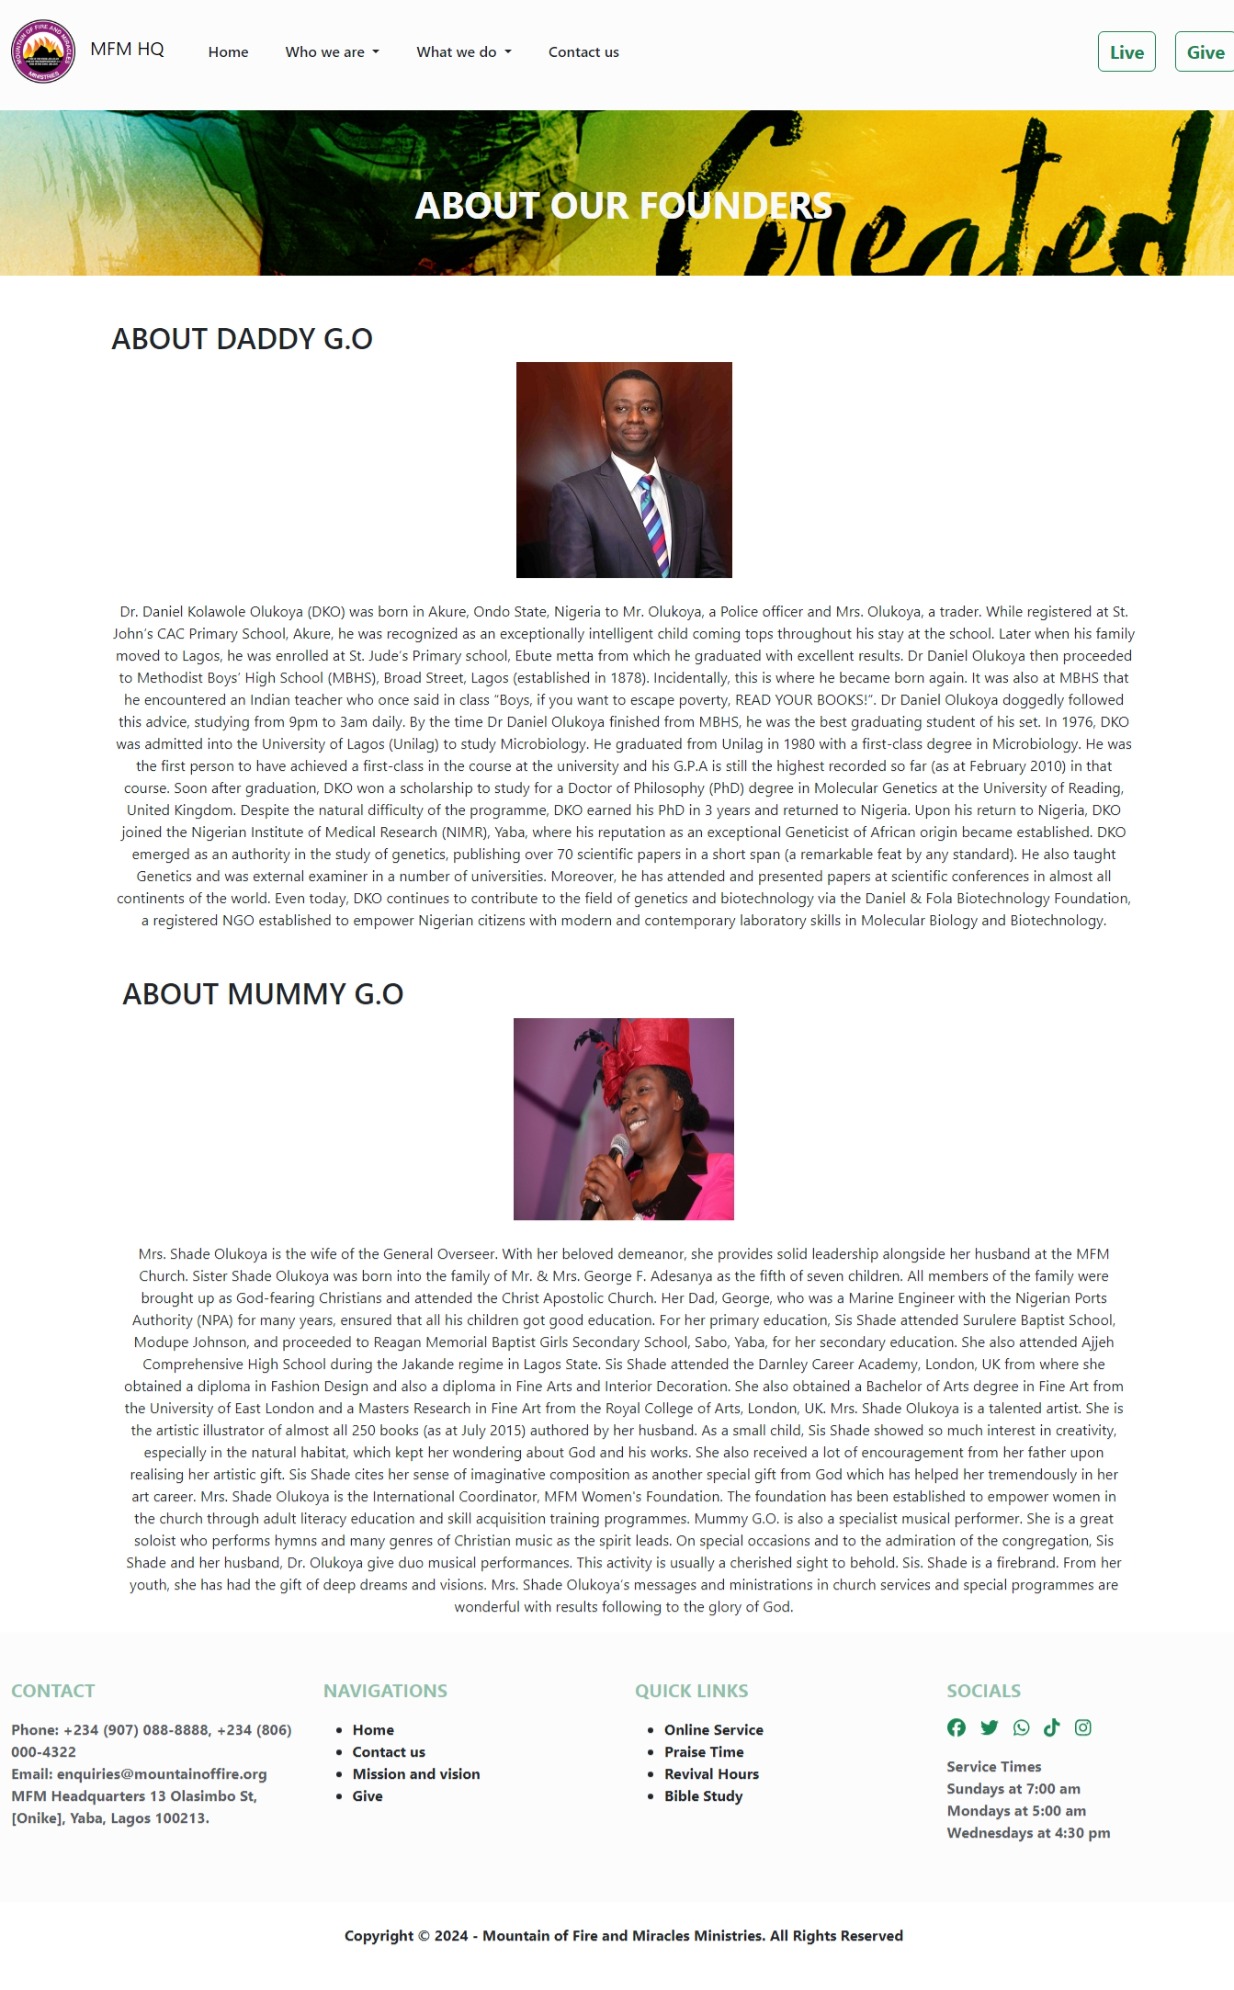 MOUNTAIN OF FIRE AND MIRACLES
MINISTRIES
MFM HQ
Home
Who we are
What we do
Contact us
Live
Give
Created
ABOUT OUR FOUNDERS
ABOUT DADDY G.O
Dr. Daniel Kolawole Olukoya (DKO) was born in Akure, Ondo State, Nigeria to Mr. Olukoya, a Police officer and Mrs. Olukoya, a trader. While registered at St.
John’s CAC Primary School, Akure, he was recognized as an exceptionally intelligent child coming tops throughout his stay at the school. Later when his family
moved to Lagos, he was enrolled at St. Jude’s Primary school, Ebute metta from which he graduated with excellent results. Dr Daniel Olukoya then proceeded
to Methodist Boys’ High School (MBHS), Broad Street, Lagos (established in 1878). Incidentally, this is where he became born again. It was also at MBHS that
he encountered an Indian teacher who once said in class “Boys, if you want to escape poverty, READ YOUR BOOKS!”. Dr Daniel Olukoya doggedly followed
this advice, studying from 9pm to 3am daily. By the time Dr Daniel Olukoya finished from MBHS, he was the best graduating student of his set. In 1976, DKO
was admitted into the University of Lagos (Unilag) to study Microbiology. He graduated from Unilag in 1980 with a first-class degree in Microbiology. He was
the first person to have achieved a first-class in the course at the university and his G.P.A is still the highest recorded so far (as at February 2010) in that
course. Soon after graduation, DKO won a scholarship to study for a Doctor of Philosophy (PhD) degree in Molecular Genetics at the University of Reading,
United Kingdom. Despite the natural difficulty of the programme, DKO earned his PhD in 3 years and returned to Nigeria. Upon his return to Nigeria, DKO
joined the Nigerian Institute of Medical Research (NIMR), Yaba, where his reputation as an exceptional Geneticist of African origin became established. DKO
emerged as an authority in the study of genetics, publishing over 70 scientific papers in a short span (a remarkable feat by any standard). He also taught
Genetics and was external examiner in a number of universities. Moreover, he has attended and presented papers at scientific conferences in almost all
continents of the world. Even today, DKO continues to contribute to the field of genetics and biotechnology via the Daniel & Fola Biotechnology Foundation,
a registered NGO established to empower Nigerian citizens with modern and contemporary laboratory skills in Molecular Biology and Biotechnology.
ABOUT MUMMY G.O
Mrs. Shade Olukoya is the wife of the General Overseer. With her beloved demeanor, she provides solid leadership alongside her husband at the MFM
Church. Sister Shade Olukoya was born into the family of Mr. & Mrs. George F. Adesanya as the fifth of seven children. All members of the family were
brought up as God-fearing Christians and attended the Christ Apostolic Church. Her Dad, George, who was a Marine Engineer with the Nigerian Ports
Authority (NPA) for many years, ensured that all his children got good education. For her primary education, Sis Shade attended Surulere Baptist School,
Modupe Johnson, and proceeded to Reagan Memorial Baptist Girls Secondary School, Sabo, Yaba, for her secondary education. She also attended Ajjeh
Comprehensive High School during the Jakande regime in Lagos State. Sis Shade attended the Darnley Career Academy, London, UK from where she
obtained a diploma in Fashion Design and also a diploma in Fine Arts and Interior Decoration. She also obtained a Bachelor of Arts degree in Fine Art from
the University of East London and a Masters Research in Fine Art from the Royal College of Arts, London, UK. Mrs. Shade Olukoya is a talented artist. She is
the artistic illustrator of almost all 250 books (as at July 2015) authored by her husband. As a small child, Sis Shade showed so much interest in creativity,
especially in the natural habitat, which kept her wondering about God and his works. She also received a lot of encouragement from her father upon
realising her artistic gift. Sis Shade cites her sense of imaginative composition as another special gift from God which has helped her tremendously in her
art career. Mrs. Shade Olukoya is the International Coordinator, MFM Women's Foundation. The foundation has been established to empower women in
the church through adult literacy education and skill acquisition training programmes. Mummy G.O. is also a specialist musical performer. She is a great
soloist who performs hymns and many genres of Christian music as the spirit leads. On special occasions and to the admiration of the congregation, Sis
Shade and her husband, Dr. Olukoya give duo musical performances. This activity is usually a cherished sight to behold. Sis. Shade is a firebrand. From her
youth, she has had the gift of deep dreams and visions. Mrs. Shade Olukoya’s messages and ministrations in church services and special programmes are
wonderful with results following to the glory of God.
CONTACT
Phone: +234 (907) 088-8888, +234 (806)
000-4322
Email: enquiries@mountainoffire.org
MFM Headquarters 13 Olasimbo St,
[Onike], Yaba, Lagos 100213.
NAVIGATIONS
Home
Contact us
Mission and vision
Give
QUICK LINKS
Online Service
Praise Time
Revival Hours
Bible Study
SOCIALS
Service Times
Sundays at 7:00 am
Mondays at 5:00 am
Wednesdays at 4:30 pm
Copyright © 2024 - Mountain of Fire and Miracles Ministries. All Rights Reserved